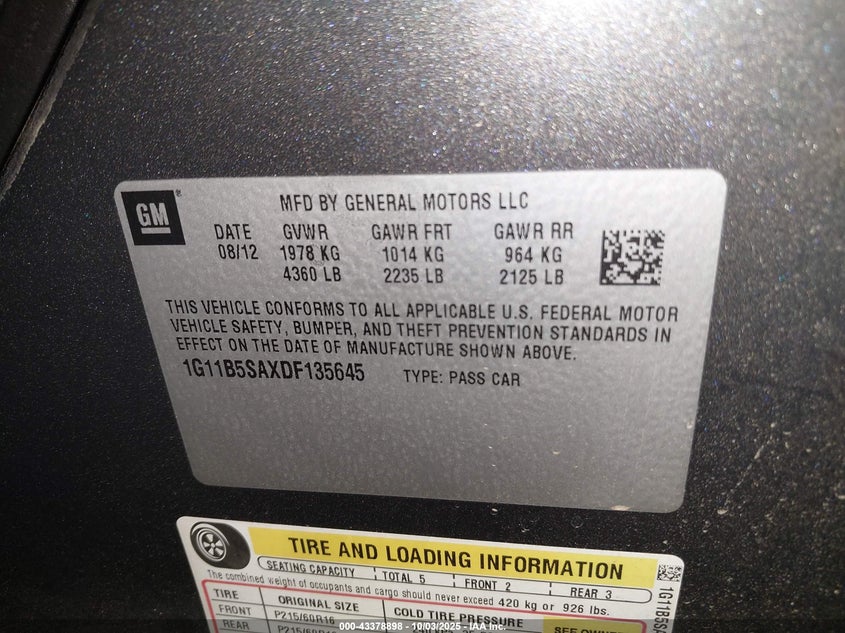 GM
MFD BY GENERAL MOTORS LLC
DATE GVWR GAWR FRT GAWR RR
08/12 1978 KG 1014 KG 964 KG
4360 LB 2235 LB 2125 LB
THIS VEHICLE CONFORMS TO ALL APPLICABLE U.S. FEDERAL MOTOR
VEHICLE SAFETY, BUMPER, AND THEFT PREVENTION STANDARDS IN
EFFECT ON THE DATE OF MANUFACTURE SHOWN ABOVE.
1G11B5SAXDF135645 TYPE: PASS CAR
TIRE AND LOADING INFORMATION
SEATING CAPACITY TOTAL 5 FRONT 2 REAR 3
The combined weight of occupants and cargo should never exceed 420 kg or 926 lbs.
TIRE ORIGINAL SIZE COLD TIRE PRESSURE
FRONT P215/60R16
SEE OWNER
REAR
1G11B5S
000-43378898 - 10/03/2025 - IAA Inc.